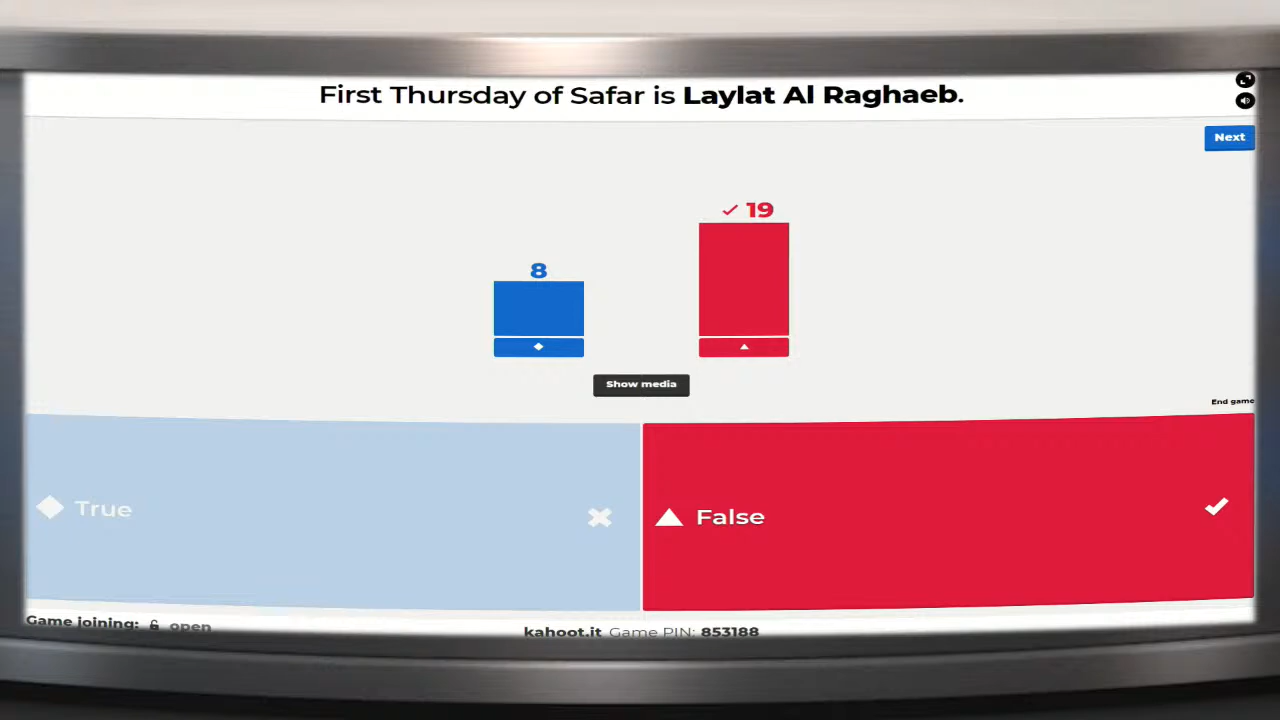 First Thursday of Safar is Laylat Al Raghaeb.
Next
19
8
Show media
End game
True
False
Game joining: open
kahoot.it Game PIN: 853188